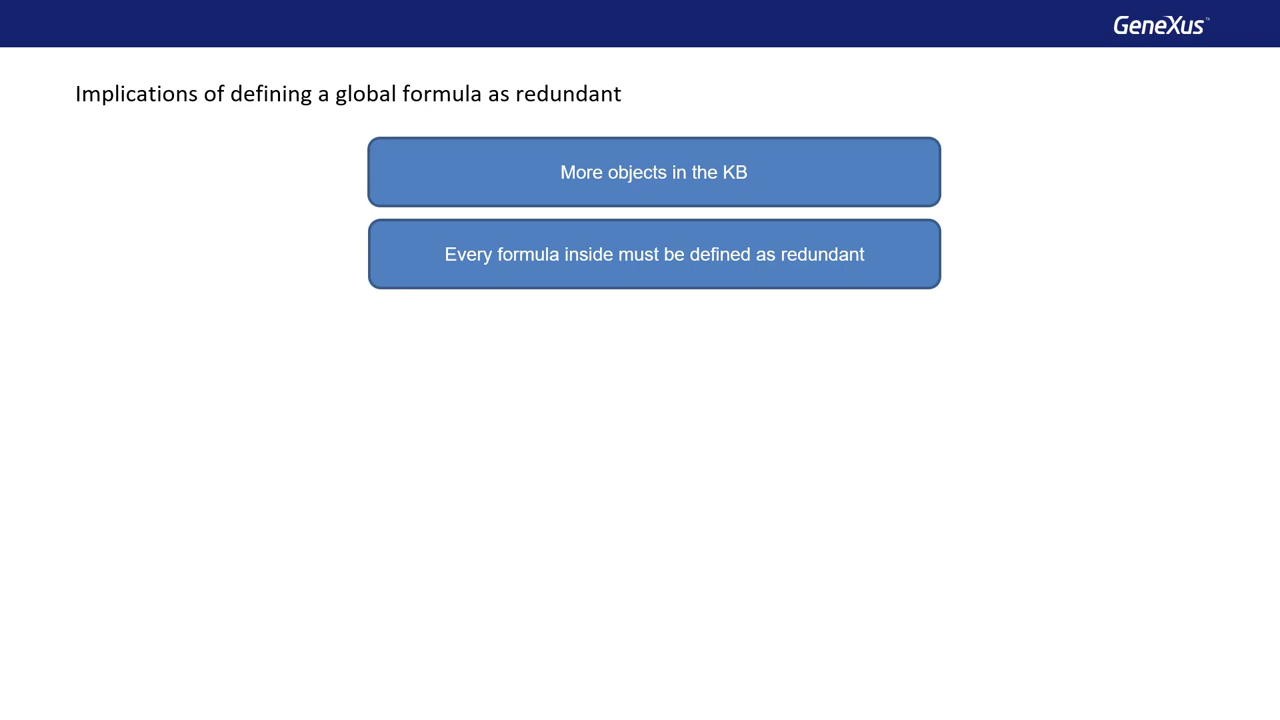 GeneXus™
Implications of defining a global formula as redundant
More objects in the KB
Every formula inside must be defined as redundant